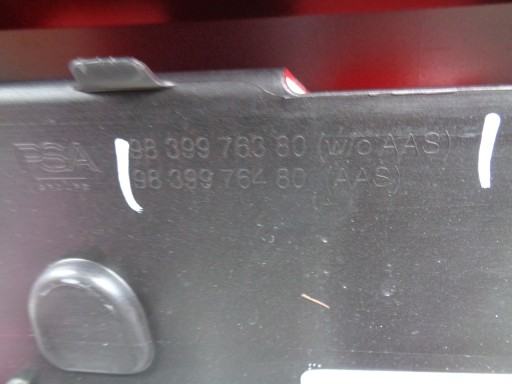 PSA 98 399 763 80 (w/o AAS)
98 399 764 80 (AAS)